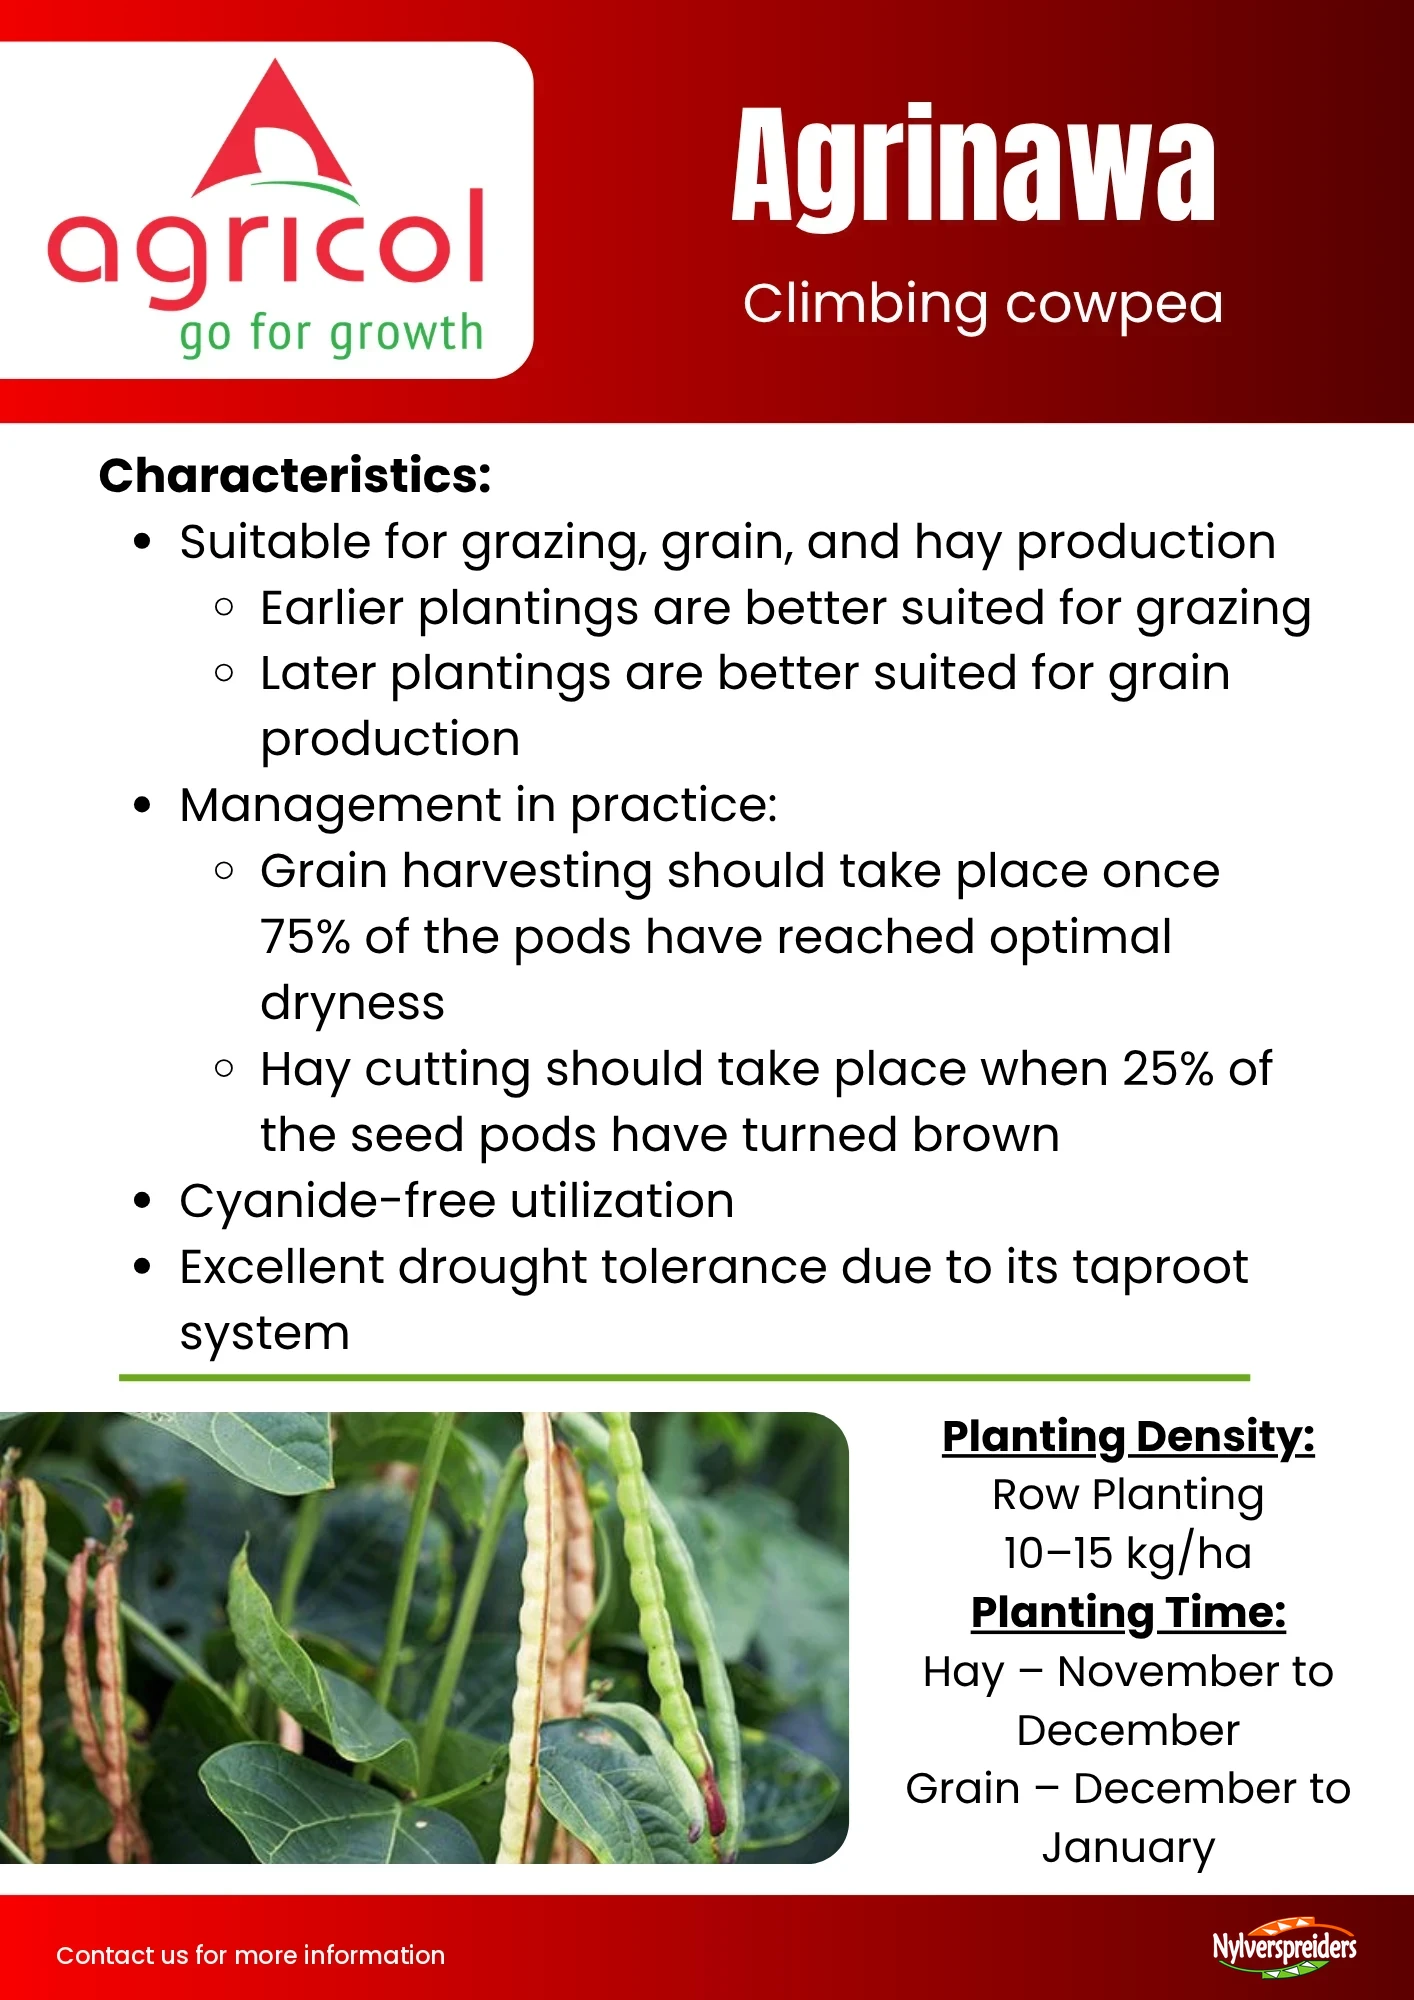 agricol
go for growth
Agrinawa
Climbing cowpea
Characteristics:
• Suitable for grazing, grain, and hay production
○ Earlier plantings are better suited for grazing
○ Later plantings are better suited for grain
production
• Management in practice:
○ Grain harvesting should take place once
75% of the pods have reached optimal
dryness
○ Hay cutting should take place when 25% of
the seed pods have turned brown
• Cyanide-free utilization
• Excellent drought tolerance due to its taproot
system
Planting Density:
Row Planting
10–15 kg/ha
Planting Time:
Hay – November to
December
Grain – December to
January
Contact us for more information
Nylverspreiders